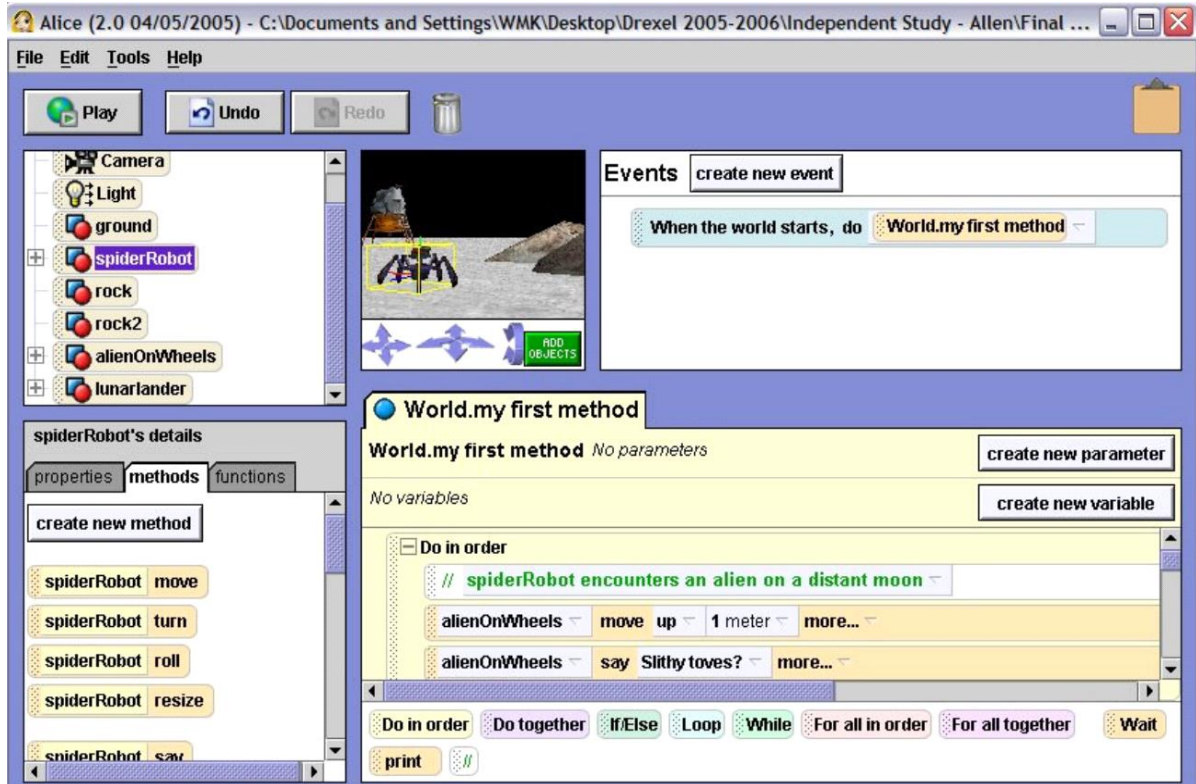 Alice (2.0 04/05/2005) - C:\Documents and Settings\WMK\Desktop\Drexel 2005-2006\Independent Study - Allen\Final ...
File Edit Tools Help
Play Undo Redo
Camera
Light
ground
spiderRobot
rock
rock2
alienOnWheels
lunarlander
ADD
OBJECTS
Events create new event
When the world starts, do World.my first method
spiderRobot's details
properties methods functions
create new method
spiderRobot move
spiderRobot turn
spiderRobot roll
spiderRobot resize
spiderRobot say
World.my first method
World.my first method No parameters create new parameter
No variables create new variable
Do in order
// spiderRobot encounters an alien on a distant moon
alienOnWheels move up 1 meter more...
alienOnWheels say Slithy toves? more...
Do in order Do together If/Else Loop While For all in order For all together Wait
print //